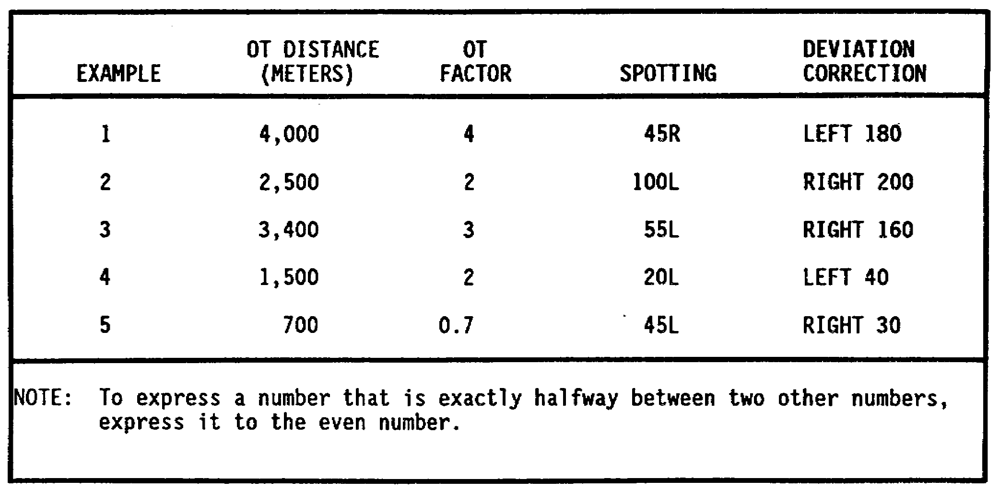 EXAMPLE OT DISTANCE (METERS) OT FACTOR SPOTTING DEVIATION CORRECTION
1 4,000 4 45R LEFT 180
2 2,500 2 100L RIGHT 200
3 3,400 3 55L RIGHT 160
4 1,500 2 20L LEFT 40
5 700 0.7 45L RIGHT 30
NOTE: To express a number that is exactly halfway between two other numbers,
express it to the even number.